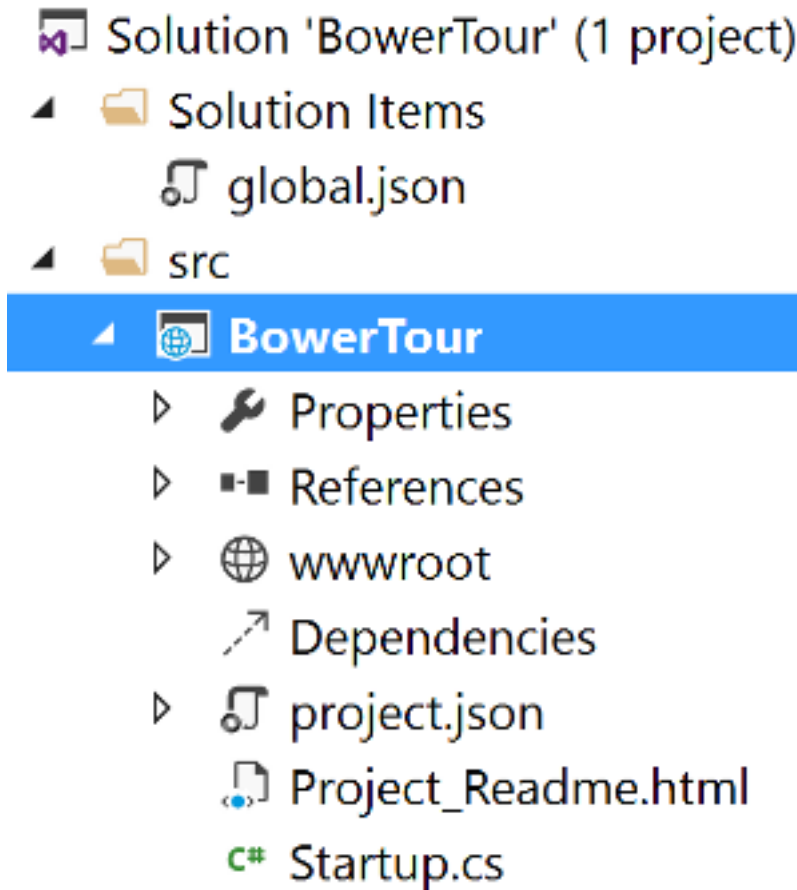 Solution 'BowerTour' (1 project)
Solution Items
global.json
src
BowerTour
Properties
References
wwwroot
Dependencies
project.json
Project_Readme.html
C# Startup.cs